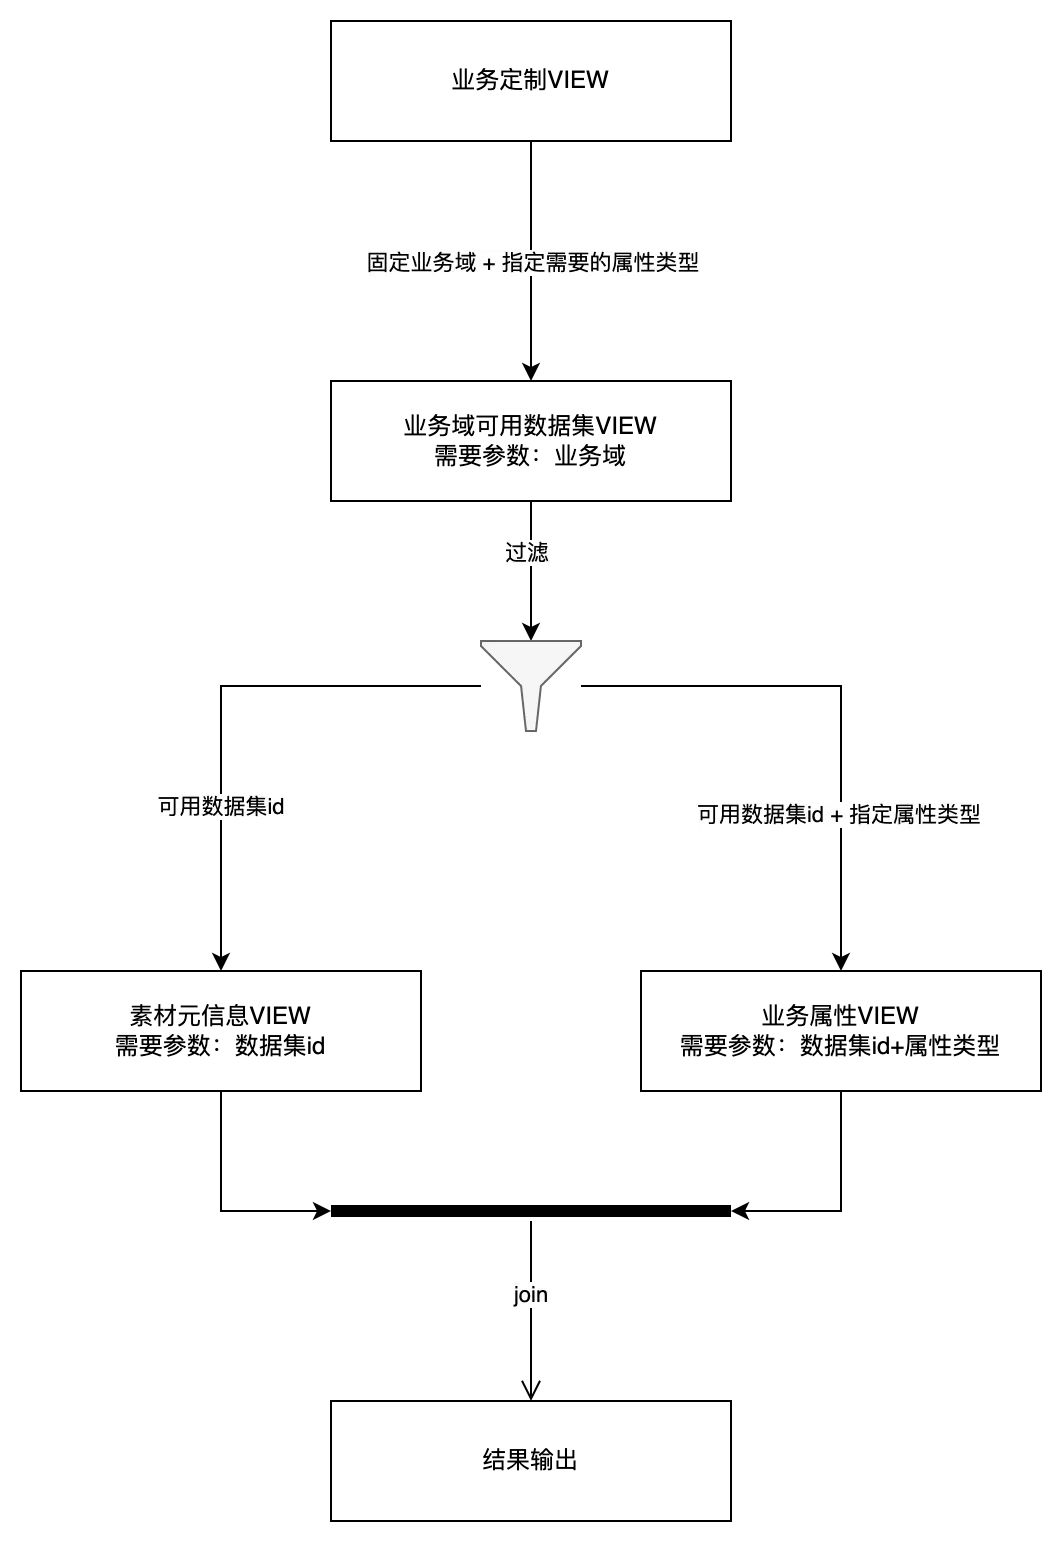 业务定制VIEW
固定业务域 + 指定需要的属性类型
业务域可用数据集VIEW
需要参数：业务域
过滤
可用数据集id
可用数据集id + 指定属性类型
素材元信息VIEW
需要参数：数据集id
业务属性VIEW
需要参数：数据集id+属性类型
join
结果输出